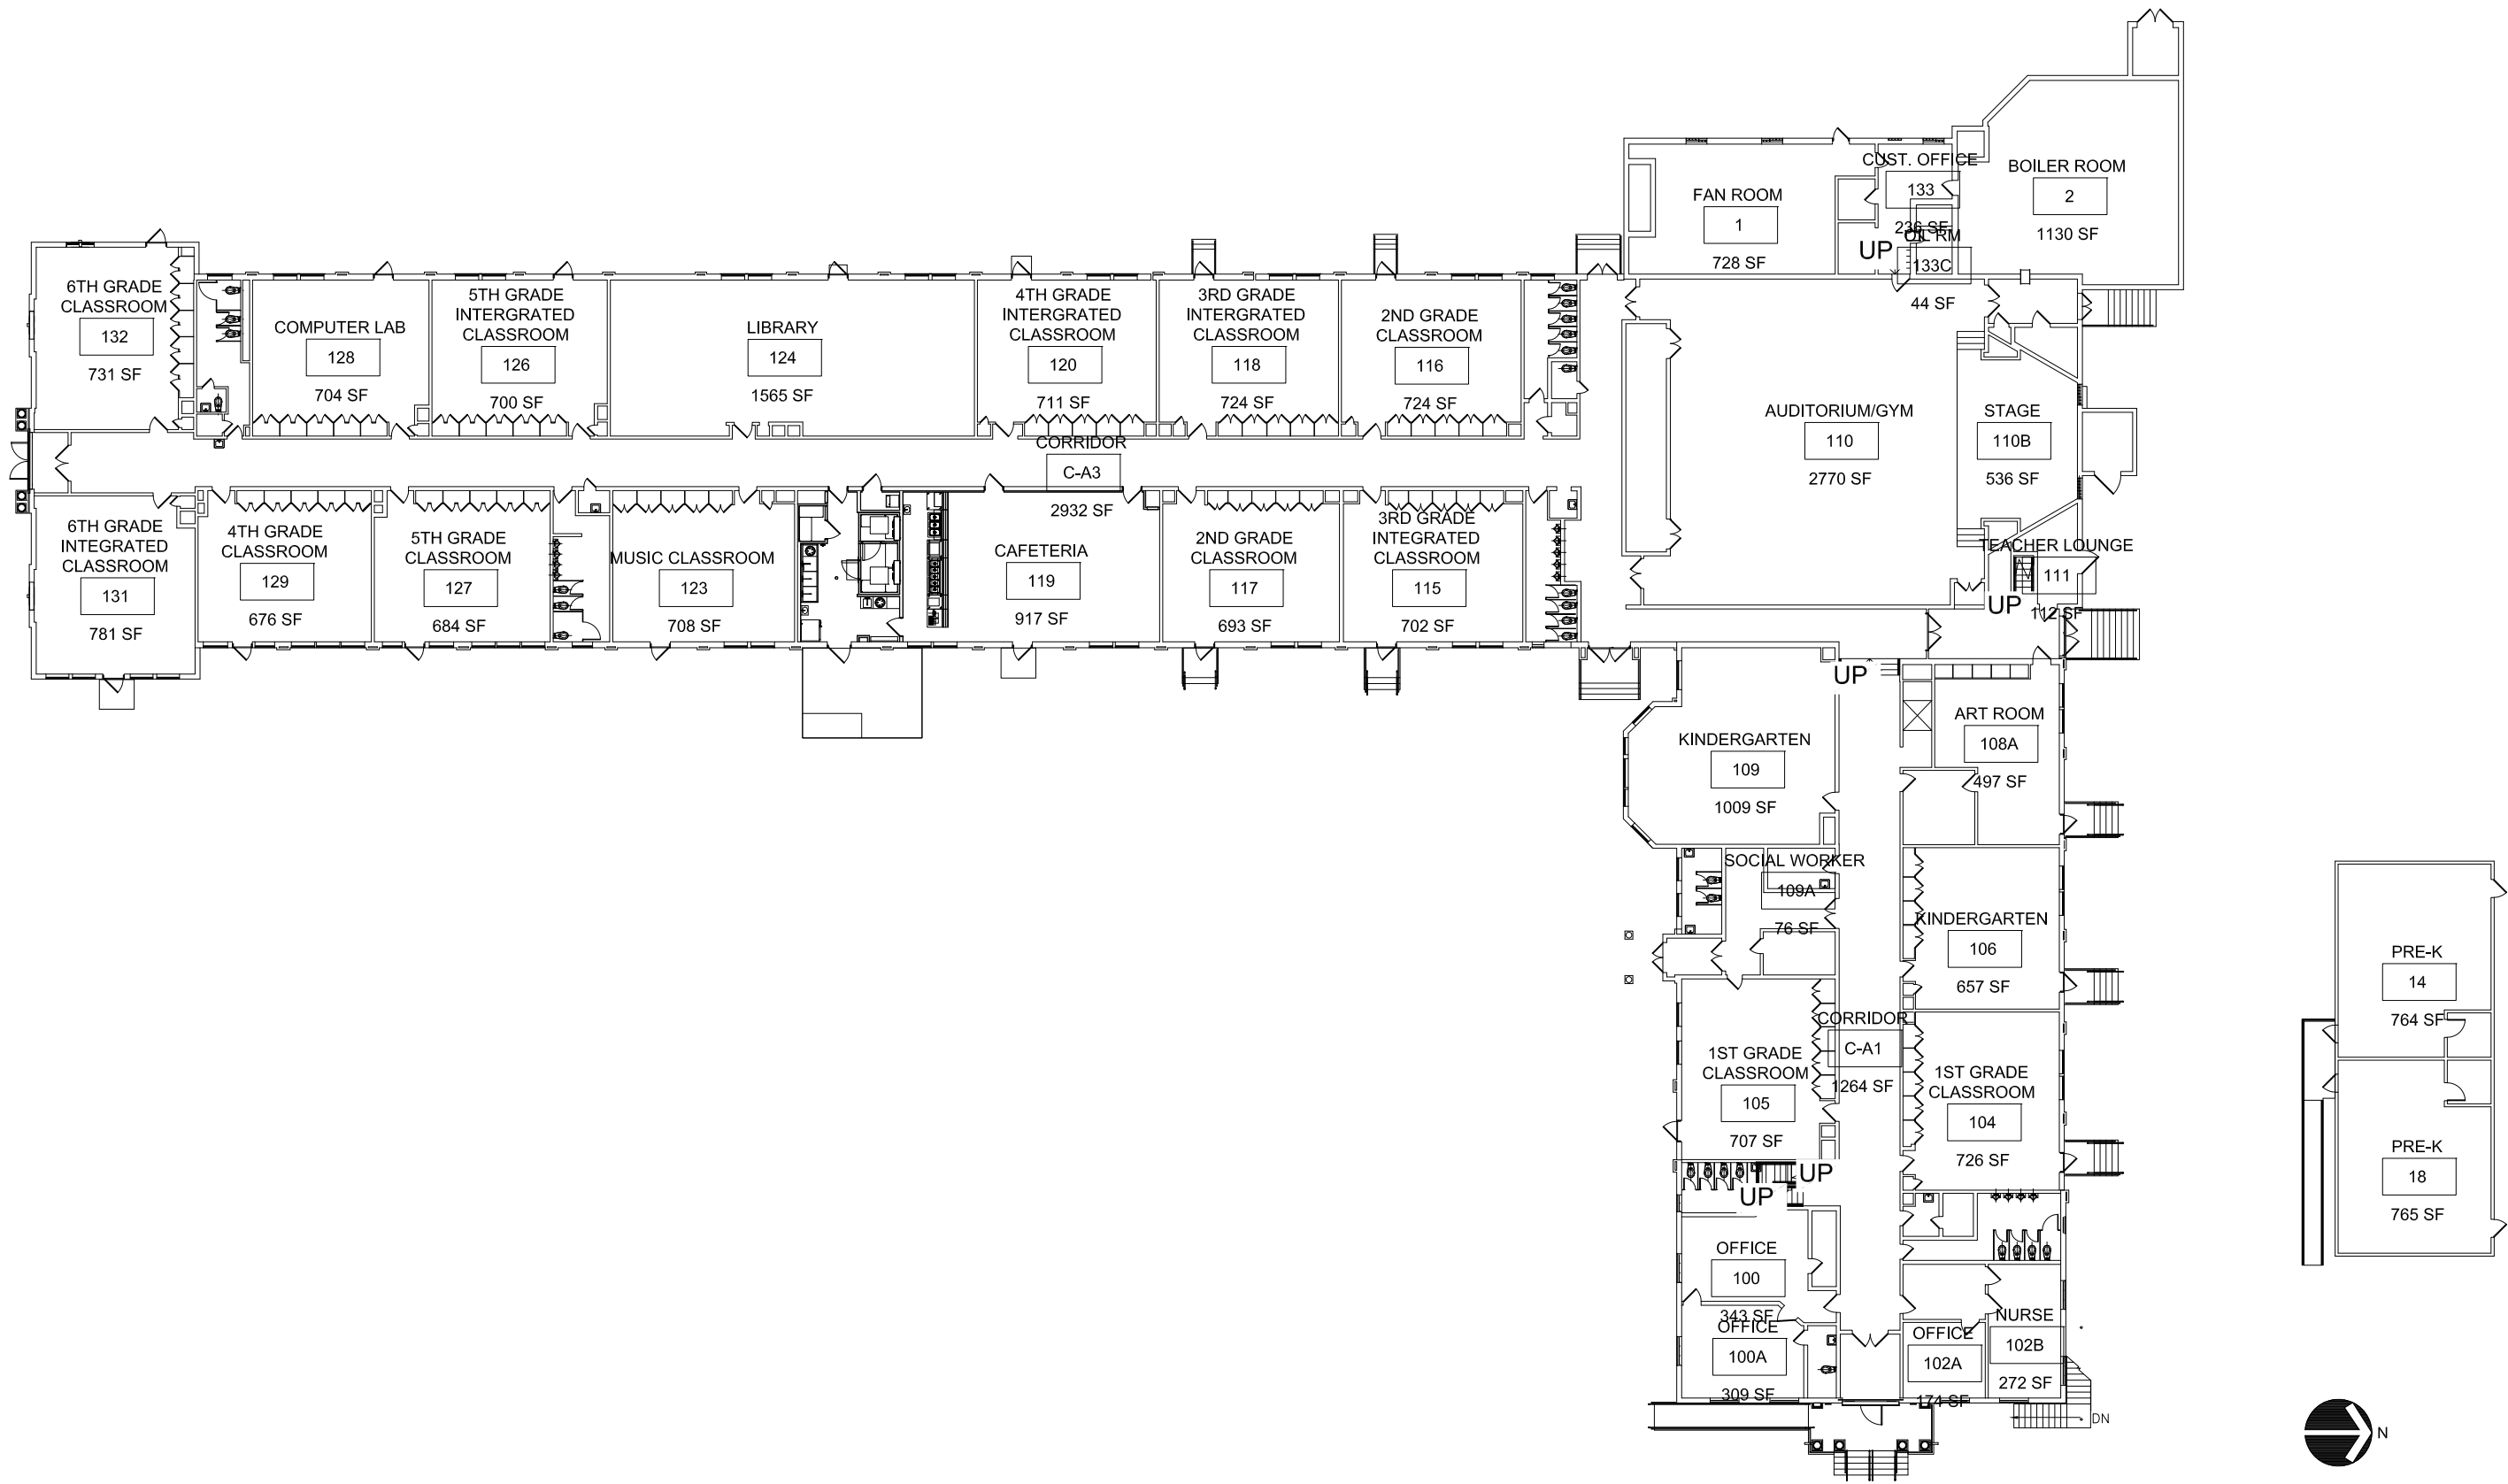 CUST. OFFICE
133
236 SF
BOILER ROOM
2
1130 SF
FAN ROOM
1
728 SF
OIL RM
133C
44 SF
UP
6TH GRADE
CLASSROOM
132
731 SF
COMPUTER LAB
128
704 SF
5TH GRADE
INTERGRATED
CLASSROOM
126
700 SF
LIBRARY
124
1565 SF
4TH GRADE
INTERGRATED
CLASSROOM
120
711 SF
3RD GRADE
INTERGRATED
CLASSROOM
118
724 SF
2ND GRADE
CLASSROOM
116
724 SF
AUDITORIUM/GYM
110
2770 SF
STAGE
110B
536 SF
CORRIDOR
C-A3
2932 SF
6TH GRADE
INTEGRATED
CLASSROOM
131
781 SF
4TH GRADE
CLASSROOM
129
676 SF
5TH GRADE
CLASSROOM
127
684 SF
MUSIC CLASSROOM
123
708 SF
CAFETERIA
119
917 SF
2ND GRADE
CLASSROOM
117
693 SF
3RD GRADE
INTEGRATED
CLASSROOM
115
702 SF
TEACHER LOUNGE
111
112 SF
UP
UP
KINDERGARTEN
109
1009 SF
ART ROOM
108A
497 SF
SOCIAL WORKER
109A
76 SF
KINDERGARTEN
106
657 SF
CORRIDOR
C-A1
1264 SF
1ST GRADE
CLASSROOM
105
707 SF
1ST GRADE
CLASSROOM
104
726 SF
UP
UP
OFFICE
100
343 SF
OFFICE
100A
309 SF
OFFICE
102A
174 SF
NURSE
102B
272 SF
DN
PRE-K
14
764 SF
PRE-K
18
765 SF
N